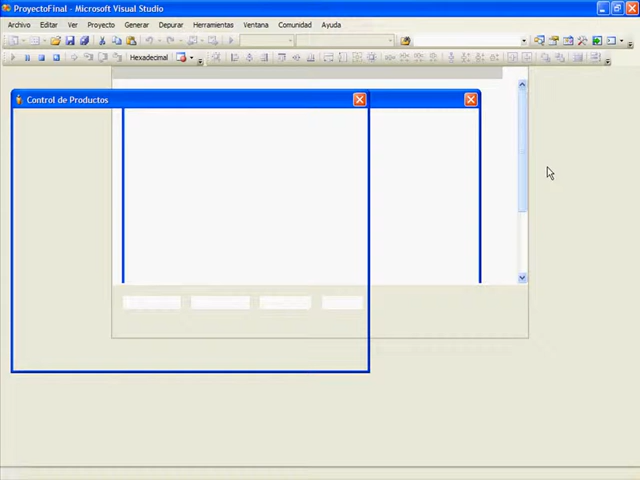 ProyectoFinal - Microsoft Visual Studio
Archivo Editar Ver Proyecto Generar Depurar Herramientas Ventana Comunidad Ayuda
Hexadecimal
Control de Productos